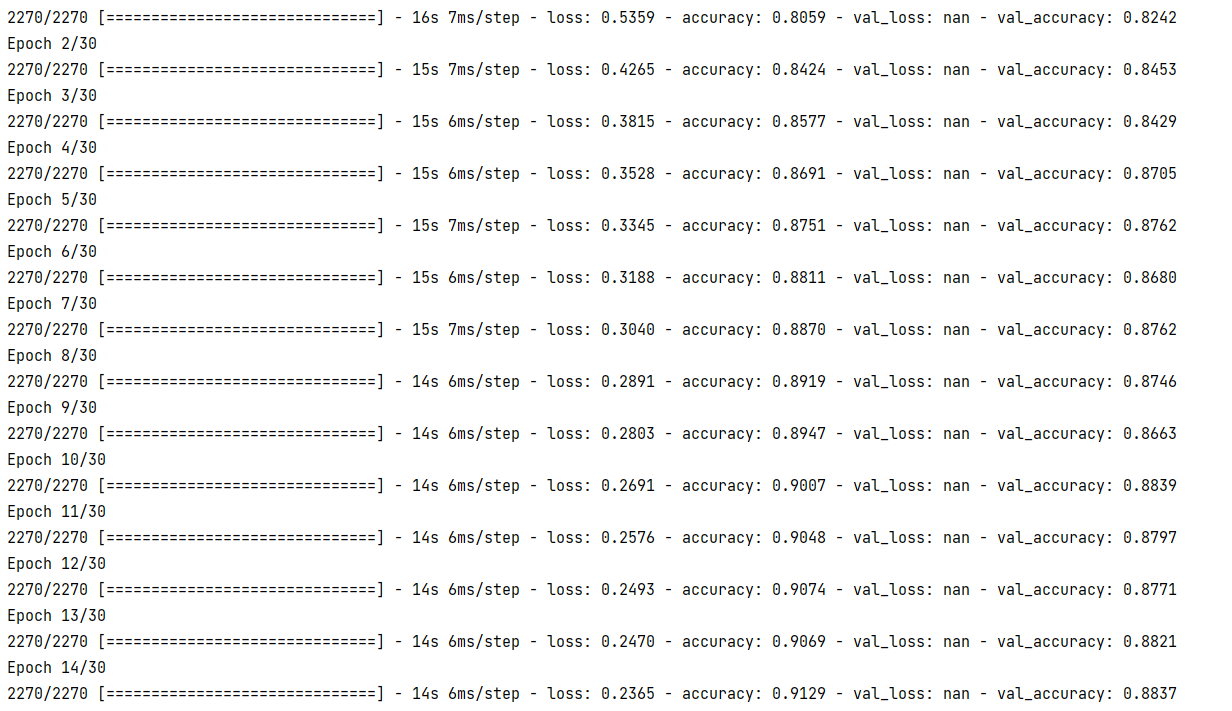 2270/2270 [==============================] - 16s 7ms/step - loss: 0.5359 - accuracy: 0.8059 - val_loss: nan - val_accuracy: 0.8242
Epoch 2/30
2270/2270 [==============================] - 15s 7ms/step - loss: 0.4265 - accuracy: 0.8424 - val_loss: nan - val_accuracy: 0.8453
Epoch 3/30
2270/2270 [==============================] - 15s 6ms/step - loss: 0.3815 - accuracy: 0.8577 - val_loss: nan - val_accuracy: 0.8429
Epoch 4/30
2270/2270 [==============================] - 15s 6ms/step - loss: 0.3528 - accuracy: 0.8691 - val_loss: nan - val_accuracy: 0.8705
Epoch 5/30
2270/2270 [==============================] - 15s 7ms/step - loss: 0.3345 - accuracy: 0.8751 - val_loss: nan - val_accuracy: 0.8762
Epoch 6/30
2270/2270 [==============================] - 15s 6ms/step - loss: 0.3188 - accuracy: 0.8811 - val_loss: nan - val_accuracy: 0.8680
Epoch 7/30
2270/2270 [==============================] - 15s 7ms/step - loss: 0.3040 - accuracy: 0.8870 - val_loss: nan - val_accuracy: 0.8762
Epoch 8/30
2270/2270 [==============================] - 14s 6ms/step - loss: 0.2891 - accuracy: 0.8919 - val_loss: nan - val_accuracy: 0.8746
Epoch 9/30
2270/2270 [==============================] - 14s 6ms/step - loss: 0.2803 - accuracy: 0.8947 - val_loss: nan - val_accuracy: 0.8663
Epoch 10/30
2270/2270 [==============================] - 14s 6ms/step - loss: 0.2691 - accuracy: 0.9007 - val_loss: nan - val_accuracy: 0.8839
Epoch 11/30
2270/2270 [==============================] - 14s 6ms/step - loss: 0.2576 - accuracy: 0.9048 - val_loss: nan - val_accuracy: 0.8797
Epoch 12/30
2270/2270 [==============================] - 14s 6ms/step - loss: 0.2493 - accuracy: 0.9074 - val_loss: nan - val_accuracy: 0.8771
Epoch 13/30
2270/2270 [==============================] - 14s 6ms/step - loss: 0.2470 - accuracy: 0.9069 - val_loss: nan - val_accuracy: 0.8821
Epoch 14/30
2270/2270 [==============================] - 14s 6ms/step - loss: 0.2365 - accuracy: 0.9129 - val_loss: nan - val_accuracy: 0.8837